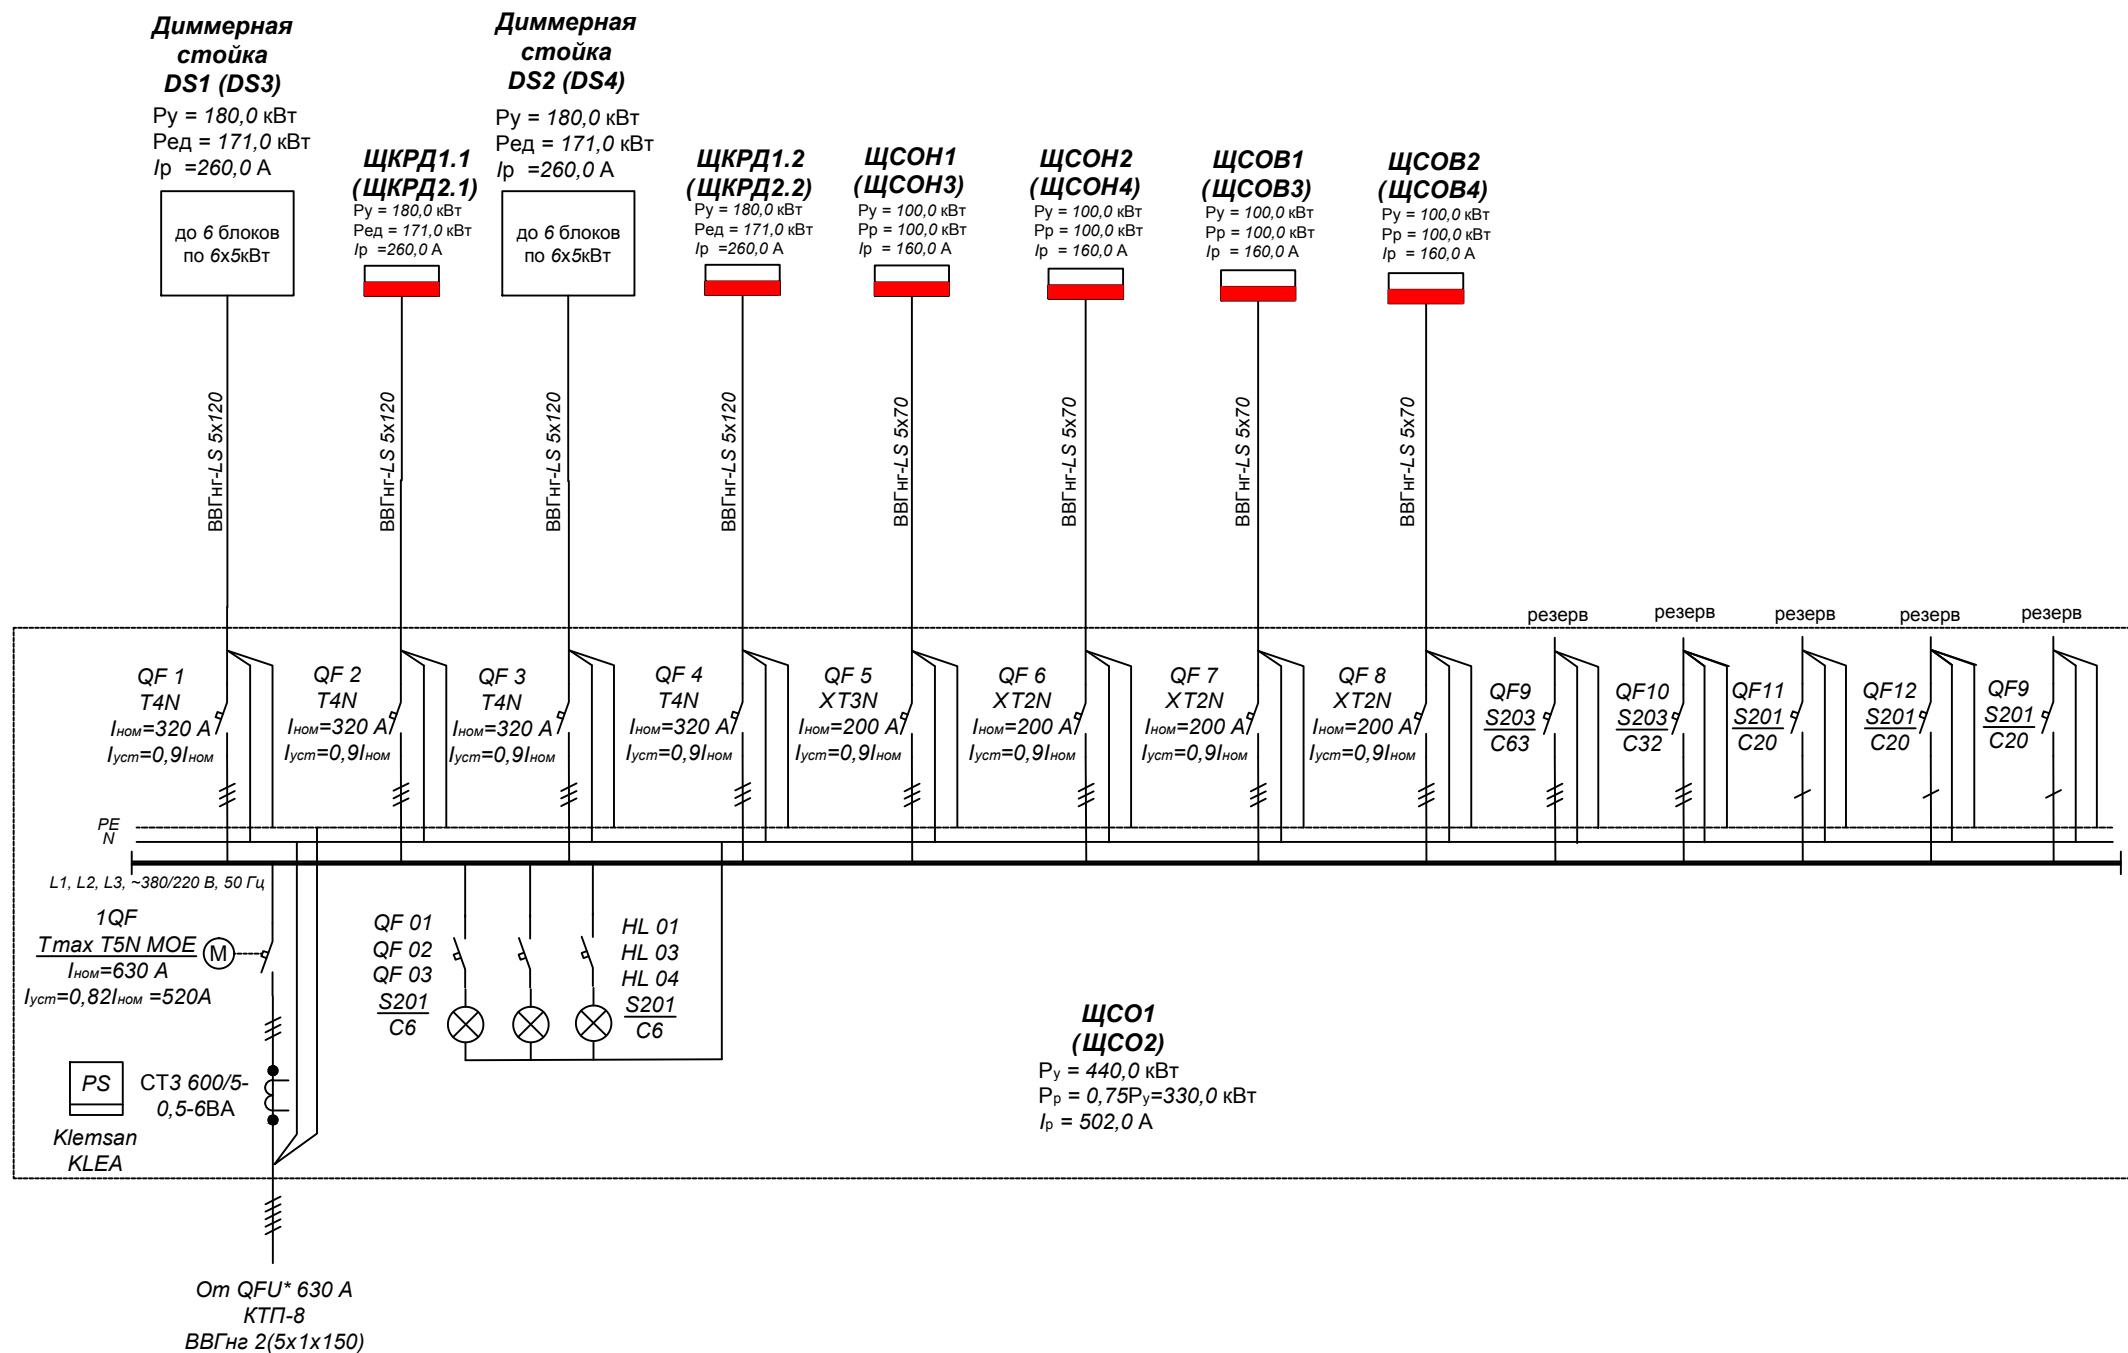 Диммерная
стойка
DS1 (DS3)
Ру = 180,0 кВт
Ред = 171,0 кВт
Iр =260,0 А
до 6 блоков
по 6х5кВт
ЩКРД1.1
(ЩКРД2.1)
Ру = 180,0 кВт
Ред = 171,0 кВт
Iр =260,0 А
Диммерная
стойка
DS2 (DS4)
Ру = 180,0 кВт
Ред = 171,0 кВт
Iр =260,0 А
до 6 блоков
по 6х5кВт
ЩКРД1.2
(ЩКРД2.2)
Ру = 180,0 кВт
Ред = 171,0 кВт
Iр =260,0 А
ЩСОН1
(ЩСОН3)
Ру = 100,0 кВт
Рр = 100,0 кВт
Iр = 160,0 А
ЩСОН2
(ЩСОН4)
Ру = 100,0 кВт
Рр = 100,0 кВт
Iр = 160,0 А
ЩСОВ1
(ЩСОВ3)
Ру = 100,0 кВт
Рр = 100,0 кВт
Iр = 160,0 А
ЩСОВ2
(ЩСОВ4)
Ру = 100,0 кВт
Рр = 100,0 кВт
Iр = 160,0 А
ВВГнг-LS 5х120
ВВГнг-LS 5х120
ВВГнг-LS 5х120
ВВГнг-LS 5х120
ВВГнг-LS 5х70
ВВГнг-LS 5х70
ВВГнг-LS 5х70
ВВГнг-LS 5х70
резерв
резерв
резерв
резерв
резерв
QF 1
T4N
Iном=320 А
Iуст=0,9Iном
QF 2
T4N
Iном=320 А
Iуст=0,9Iном
QF 3
T4N
Iном=320 А
Iуст=0,9Iном
QF 4
T4N
Iном=320 А
Iуст=0,9Iном
QF 5
XT3N
Iном=200 А
Iуст=0,9Iном
QF 6
XT2N
Iном=200 А
Iуст=0,9Iном
QF 7
XT2N
Iном=200 А
Iуст=0,9Iном
QF 8
XT2N
Iном=200 А
Iуст=0,9Iном
QF9
S203
C63
QF10
S203
C32
QF11
S201
C20
QF12
S201
C20
QF9
S201
C20
PE
N
L1, L2, L3, ~380/220 В, 50 Гц
1QF
Tmax T5N MOE
Iном=630 А
Iуст=0,82Iном =520А
M
QF 01
QF 02
QF 03
S201
C6
HL 01
HL 03
HL 04
S201
C6
PS
Klemsan
KLEA
СТ3 600/5-
0,5-6ВА
ЩСО1
(ЩСО2)
Ру = 440,0 кВт
Рр = 0,75Ру=330,0 кВт
Iр = 502,0 А
От QFU* 630 А
КТП-8
ВВГнг 2(5х1х150)